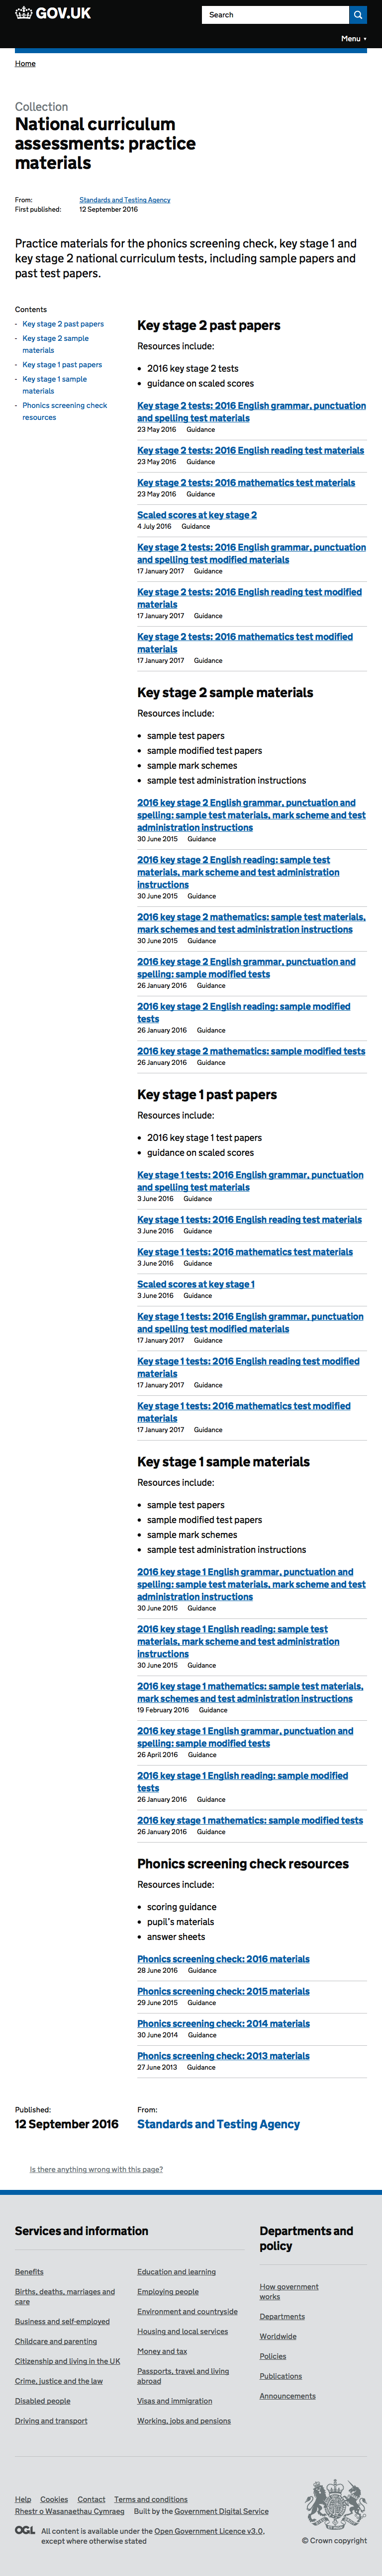 GOV.UK
Search
Menu
Home
Collection
National curriculum
assessments: practice
materials
From: Standards and Testing Agency
First published: 12 September 2016
Practice materials for the phonics screening check, key stage 1 and
key stage 2 national curriculum tests, including sample papers and
past test papers.
Contents
- Key stage 2 past papers
- Key stage 2 sample
materials
- Key stage 1 past papers
- Key stage 1 sample
materials
- Phonics screening check
resources
Key stage 2 past papers
Resources include:
• 2016 key stage 2 tests
• guidance on scaled scores
Key stage 2 tests: 2016 English grammar, punctuation
and spelling test materials
23 May 2016 Guidance
Key stage 2 tests: 2016 English reading test materials
23 May 2016 Guidance
Key stage 2 tests: 2016 mathematics test materials
23 May 2016 Guidance
Scaled scores at key stage 2
4 July 2016 Guidance
Key stage 2 tests: 2016 English grammar, punctuation
and spelling test modified materials
17 January 2017 Guidance
Key stage 2 tests: 2016 English reading test modified
materials
17 January 2017 Guidance
Key stage 2 tests: 2016 mathematics test modified
materials
17 January 2017 Guidance
Key stage 2 sample materials
Resources include:
• sample test papers
• sample modified test papers
• sample mark schemes
• sample test administration instructions
2016 key stage 2 English grammar, punctuation and
spelling: sample test materials, mark scheme and test
administration instructions
30 June 2015 Guidance
2016 key stage 2 English reading: sample test
materials, mark scheme and test administration
instructions
30 June 2015 Guidance
2016 key stage 2 mathematics: sample test materials,
mark schemes and test administration instructions
30 June 2015 Guidance
2016 key stage 2 English grammar, punctuation and
spelling: sample modified tests
26 January 2016 Guidance
2016 key stage 2 English reading: sample modified
tests
26 January 2016 Guidance
2016 key stage 2 mathematics: sample modified tests
26 January 2016 Guidance
Key stage 1 past papers
Resources include:
• 2016 key stage 1 test papers
• guidance on scaled scores
Key stage 1 tests: 2016 English grammar, punctuation
and spelling test materials
3 June 2016 Guidance
Key stage 1 tests: 2016 English reading test materials
3 June 2016 Guidance
Key stage 1 tests: 2016 mathematics test materials
3 June 2016 Guidance
Scaled scores at key stage 1
3 June 2016 Guidance
Key stage 1 tests: 2016 English grammar, punctuation
and spelling test modified materials
17 January 2017 Guidance
Key stage 1 tests: 2016 English reading test modified
materials
17 January 2017 Guidance
Key stage 1 tests: 2016 mathematics test modified
materials
17 January 2017 Guidance
Key stage 1 sample materials
Resources include:
• sample test papers
• sample modified test papers
• sample mark schemes
• sample test administration instructions
2016 key stage 1 English grammar, punctuation and
spelling: sample test materials, mark scheme and test
administration instructions
30 June 2015 Guidance
2016 key stage 1 English reading: sample test
materials, mark scheme and test administration
instructions
30 June 2015 Guidance
2016 key stage 1 mathematics: sample test materials,
mark schemes and test administration instructions
19 February 2016 Guidance
2016 key stage 1 English grammar, punctuation and
spelling: sample modified tests
26 April 2016 Guidance
2016 key stage 1 English reading: sample modified
tests
26 January 2016 Guidance
2016 key stage 1 mathematics: sample modified tests
26 January 2016 Guidance
Phonics screening check resources
Resources include:
• scoring guidance
• pupil's materials
• answer sheets
Phonics screening check: 2016 materials
28 June 2016 Guidance
Phonics screening check: 2015 materials
29 June 2015 Guidance
Phonics screening check: 2014 materials
30 June 2014 Guidance
Phonics screening check: 2013 materials
27 June 2013 Guidance
Published:
12 September 2016
From:
Standards and Testing Agency
Is there anything wrong with this page?
Services and information
Benefits
Births, deaths, marriages and
care
Business and self-employed
Childcare and parenting
Citizenship and living in the UK
Crime, justice and the law
Disabled people
Driving and transport
Education and learning
Employing people
Environment and countryside
Housing and local services
Money and tax
Passports, travel and living
abroad
Visas and immigration
Working, jobs and pensions
Departments and
policy
How government
works
Departments
Worldwide
Policies
Publications
Announcements
Help Cookies Contact Terms and conditions
Rhestr o Wasanaethau Cymraeg Built by the Government Digital Service
OGL All content is available under the Open Government Licence v3.0,
except where otherwise stated
© Crown copyright